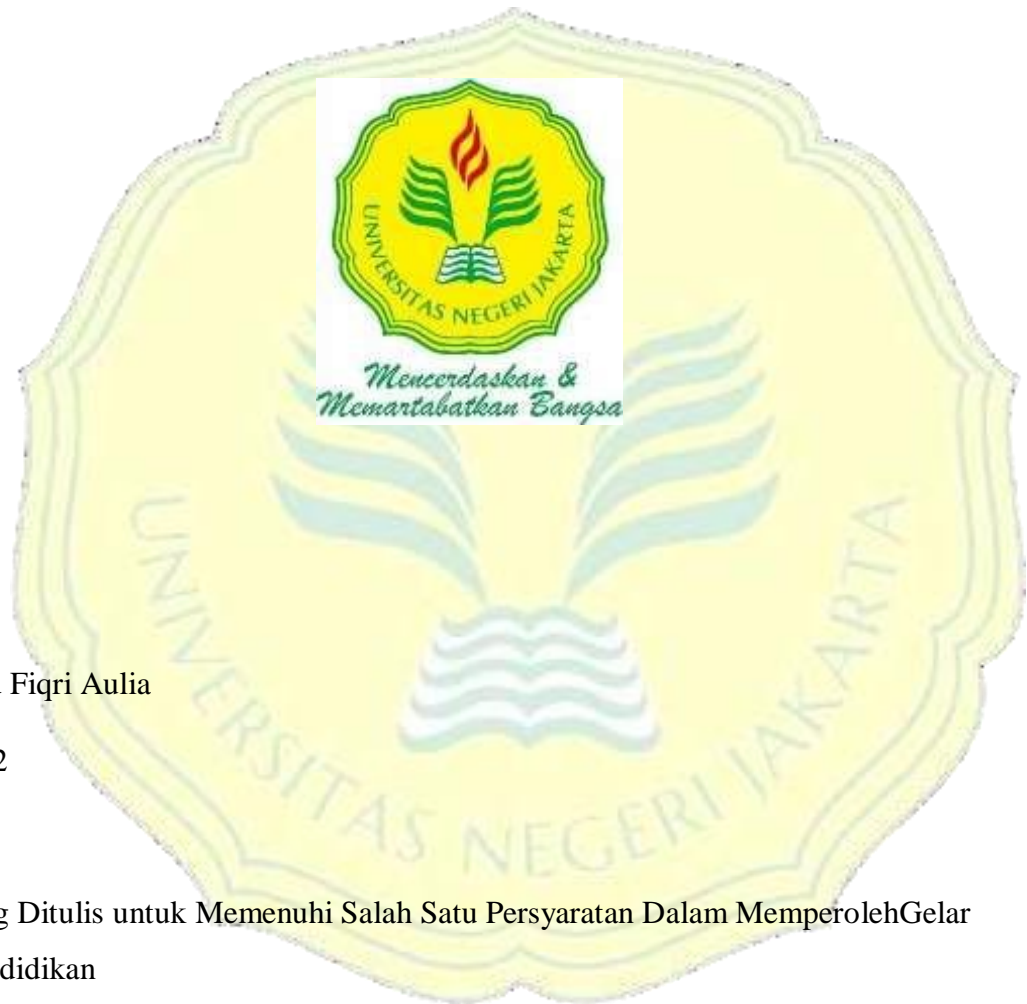 UNIVERSITAS NEGERI JAKARTA
Mencerdaskan &
Memartabatkan Bangsa
UNIVERSITAS NEGERI JAKARTA
Fiqri Aulia
2
Ditulis untuk Memenuhi Salah Satu Persyaratan Dalam MemperolehGelar
didikan